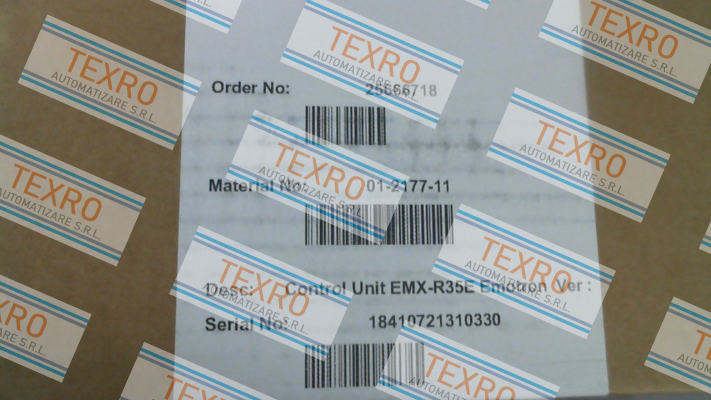 TEXRO
AUTOMATIZARE S.R.L.
Order No: 25666718
Material No: 01-2177-11
Desc: Control Unit EMX-R35E Emotron Ver :
Serial No: 18410721310330